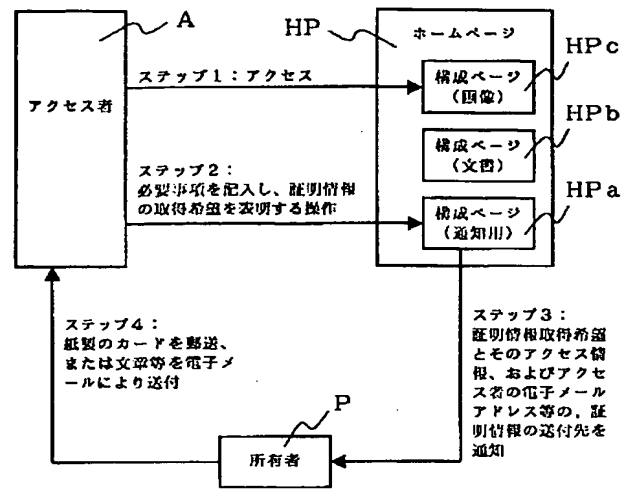 A
アクセス者
HP
ホームページ
構成ページ
(画像)
HPc
構成ページ
(文書)
HPb
構成ページ
(通知用)
HPa
ステップ1:アクセス
ステップ2:
必要事項を記入し、証明情報
の取得希望を表明する操作
ステップ3:
証明情報取得希望
とそのアクセス情
報、およびアクセ
ス者の電子メール
アドレス等の、証
明情報の送付先を
通知
ステップ4:
紙製のカードを郵送、
または文章等を電子メ
ールにより送付
P
所有者